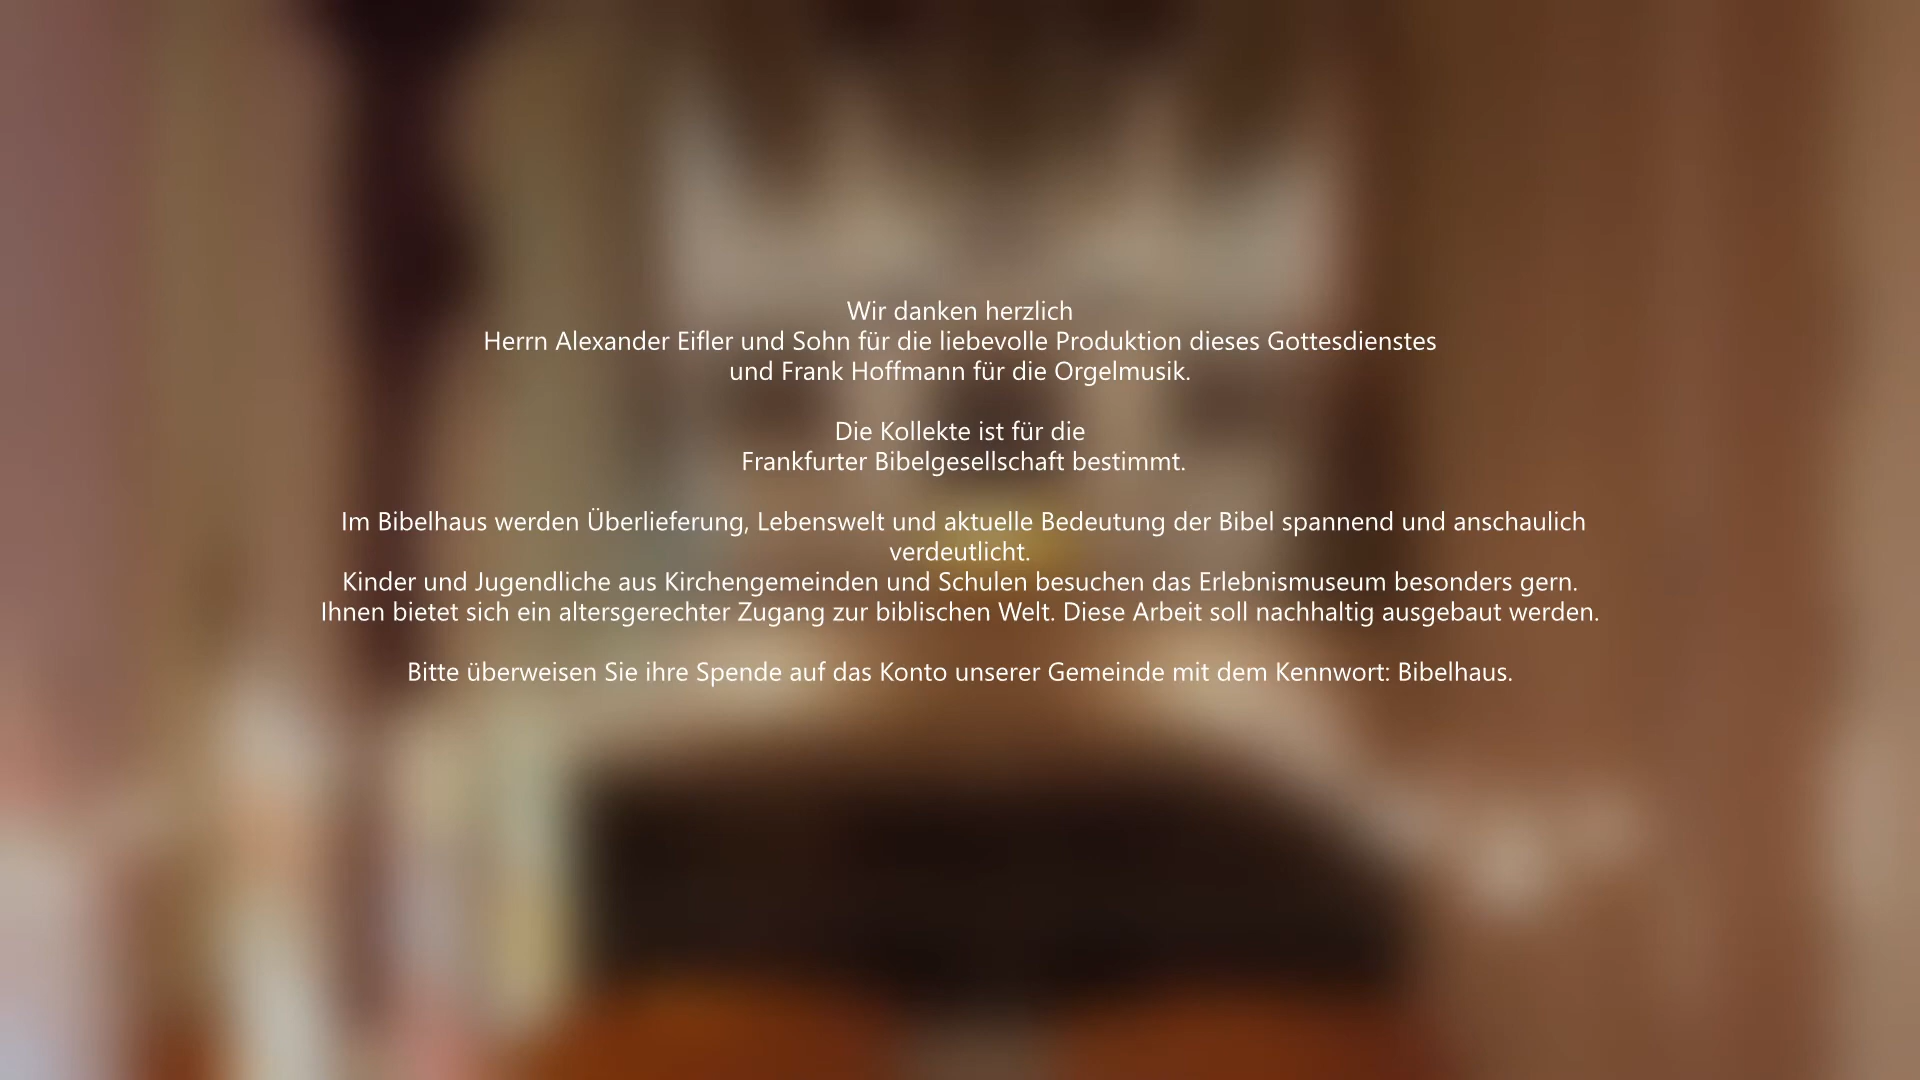 Wir danken herzlich
Herrn Alexander Eifler und Sohn für die liebevolle Produktion dieses Gottesdienstes
und Frank Hoffmann für die Orgelmusik.
Die Kollekte ist für die
Frankfurter Bibelgesellschaft bestimmt.
Im Bibelhaus werden Überlieferung, Lebenswelt und aktuelle Bedeutung der Bibel spannend und anschaulich
verdeutlicht.
Kinder und Jugendliche aus Kirchengemeinden und Schulen besuchen das Erlebnismuseum besonders gern.
Ihnen bietet sich ein altersgerechter Zugang zur biblischen Welt. Diese Arbeit soll nachhaltig ausgebaut werden.
Bitte überweisen Sie ihre Spende auf das Konto unserer Gemeinde mit dem Kennwort: Bibelhaus.